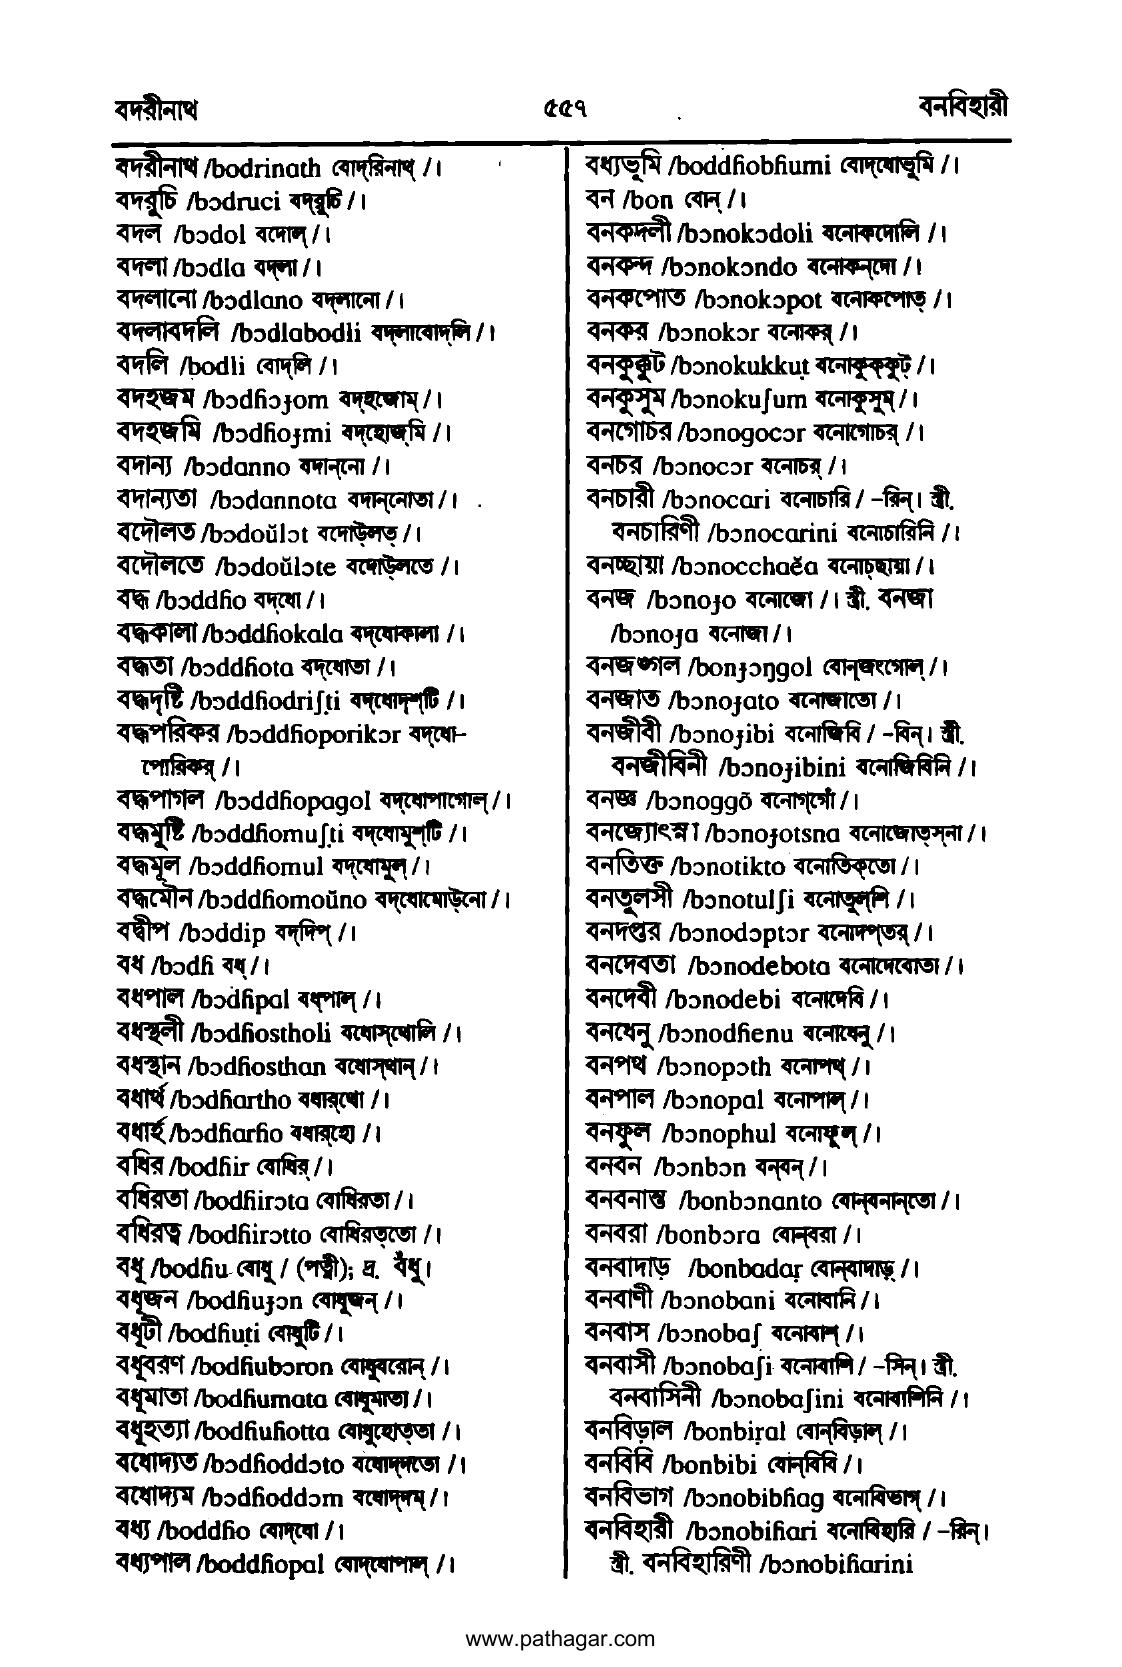 বদরীনাথ ৫৫৭ বনবিহারী
বদরীনাথ /bodrinath বোদ্‌রিনাথ্ /।
বদরুচি /bɔdruci বদ্‌রুচি /।
বদল /bɔdol বদোল্ /।
বদলা /bɔdla বদ্‌লা /।
বদলানো /bɔdlano বদ্‌লানো /।
বদলাবদলি /bɔdlabodli বদ্‌লাবোদ্‌লি /।
বদলি /bodli বোদ্‌লি /।
বদহজম /bɔdɦɔɟom বদ্‌হজোম্ /।
বদহজমি /bɔdɦoɟmi বদ্‌হোজ্‌মি /।
বদান্য /bɔdanno বদান্‌নো /।
বদান্যতা /bɔdannota বদান্‌নোতা /।
বদৌলত /bɔdoŭlɔt বদোউ্‌লত্ /।
বদৌলতে /bɔdoŭlɔte বদোউ্‌লতে /।
বদ্ধ /bɔddɦo বদ্‌ধো /।
বদ্ধকালা /bɔddɦokala বদ্‌ধোকালা /।
বদ্ধতা /bɔddɦota বদ্‌ধোতা /।
বদ্ধদৃষ্টি /bɔddɦodriʃṭi বদ্‌ধোদৃশ্‌টি /।
বদ্ধপরিকর /bɔddɦoporikɔr বদ্‌ধো–
পোরিকর্ /।
বদ্ধপাগল /bɔddɦopagol বদ্‌ধোপাগোল্ /।
বদ্ধমুষ্টি /bɔddɦomuʃṭi বদ্‌ধোমুশ্‌টি /।
বদ্ধমূল /bɔddɦomul বদ্‌ধোমুল্ /।
বদ্ধমৌন /bɔddɦomoŭno বদ্‌ধোমোউ্‌নো /।
বদ্বীপ /bɔddip বদ্‌দিপ্ /।
বধ /bɔdɦ বধ্ /।
বধপাল /bɔdɦpal বধ্‌পাল্ /।
বধস্থলী /bɔdɦostholi বধোস্‌থোলি /।
বধস্থান /bɔdɦosthan বধোস্‌থান্ /।
বধার্থ /bɔdɦartho বধার্‌থো /।
বধার্হ /bɔdɦarɦo বধার্‌হো /।
বধির /bodɦir বোধির্ /।
বধিরতা /bodɦirɔta বোধিরতা /।
বধিরত্ব /bodɦirɔtto বোধিরত্‌তো /।
বধূ /bodɦu বোধু / (পত্নী); দ্র. বঁধু।
বধূজন /bodɦuɟɔn বোধুজন্ /।
বধূটী /bodɦuṭi বোধুটি /।
বধূবরণ /bodɦubɔron বোধুবরোন্ /।
বধূমাতা /bodɦumata বোধুমাতা /।
বধূহত্যা /bodɦuɦotta বোধুহোত্‌তা /।
বধোদ্যত /bɔdɦoddɔto বধোদ্‌দতো /।
বধোদ্যম /bɔdɦoddɔm বধোদ্‌দম্ /।
বধ্য /boddɦo বোদ্‌ধো /।
বধ্যপাল /boddɦopal বোদ্‌ধোপাল্ /।
বধ্যভূমি /boddɦobɦumi বোদ্‌ধোভূমি /।
বন /bon বোন্ /।
বনকদলী /bɔnokɔdoli বনোকদোলি /।
বনকন্দ /bɔnokɔndo বনোকন্‌দো /।
বনকপোত /bɔnokɔpot বনোকপোত্ /।
বনকর /bɔnokɔr বনোকর্ /।
বনকুক্কুট /bɔnokukkuṭ বনোকুক্‌কুট্ /।
বনকুসুম /bɔnokuʃum বনোকুসুম্ /।
বনগোচর /bɔnogocɔr বনোগোচর্ /।
বনচর /bɔnocɔr বনোচর্ /।
বনচারী /bɔnocari বনোচারি / –রিন্। স্ত্রী.
বনচারিণী /bɔnocarini বনোচারিনি /।
বনচ্ছায়া /bɔnocchaĕa বনোচ্‌ছায়া /।
বনজ /bɔnoɟo বনোজো /। স্ত্রী. বনজা
/bɔnoɟa বনোজা /।
বনজঙ্গল /bonɟɔŋgol বোন্‌জংগোল্ /।
বনজাত /bɔnoɟato বনোজাতো /।
বনজীবী /bɔnoɟibi বনোজিবি / –বিন্। স্ত্রী.
বনজীবিনী /bɔnoɟibini বনোজিবিনি /।
বনজ্ঞ /bɔnoggõ বনোগ্‌গোঁ /।
বনজ্যোৎস্না /bɔnoɟotsna বনোজোত্‌স্না /।
বনতিক্ত /bɔnotikto বনোতিক্‌তো /।
বনতুলসী /bɔnotulʃi বনোতুল্‌শি /।
বনদপ্তর /bɔnodɔptɔr বনোদপ্‌তর্ /।
বনদেবতা /bɔnodebota বনোদেবোতা /।
বনদেবী /bɔnodebi বনোদেবি /।
বনধেনু /bɔnodɦenu বনোধেনু /।
বনপথ /bɔnopɔth বনোপথ্ /।
বনপাল /bɔnopal বনোপাল্ /।
বনফুল /bɔnophul বনোফুল্ /।
বনবন /bɔnbɔn বন্‌বন্ /।
বনবনান্ত /bonbɔnanto বোন্‌বনান্‌তো /।
বনবরা /bonbɔra বোন্‌বরা /।
বনবাদাড় /bonbadaṛ বোন্‌বাদাড়্ /।
বনবাণী /bɔnobani বনোবানি /।
বনবাস /bɔnobaʃ বনোবাশ্ /।
বনবাসী /bɔnobaʃi বনোবাশি / –সিন্। স্ত্রী.
বনবাসিনী /bɔnobaʃini বনোবাশিনি /।
বনবিড়াল /bonbiṛal বোন্‌বিড়াল্ /।
বনবিবি /bonbibi বোন্‌বিবি /।
বনবিভাগ /bɔnobibɦag বনোবিভাগ্ /।
বনবিহারী /bɔnobiɦari বনোবিহারি / –রিন্।
স্ত্রী. বনবিহারিণী /bɔnobiɦarini
www.pathagar.com